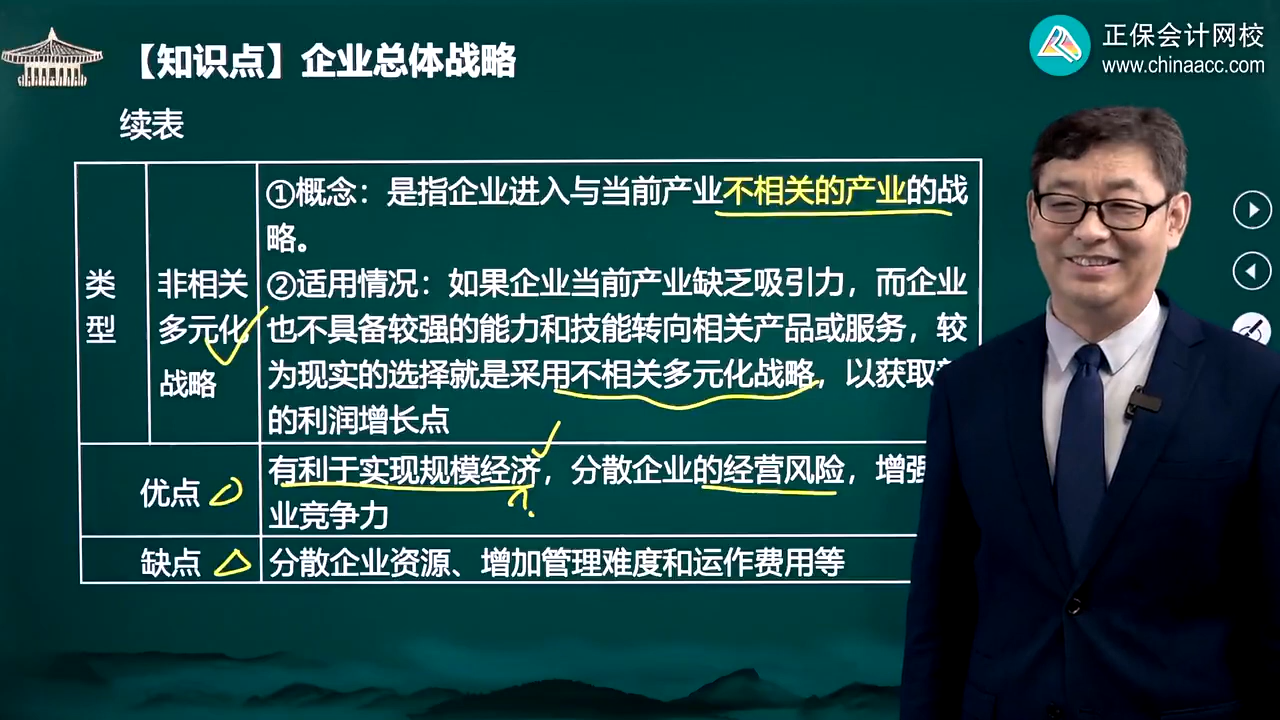 【知识点】企业总体战略
正保会计网校
www.chinaacc.com
续表
类型
非相关多元化战略
①概念：是指企业进入与当前产业不相关的产业的战
略。
②适用情况：如果企业当前产业缺乏吸引力，而企业
也不具备较强的能力和技能转向相关产品或服务，较
为现实的选择就是采用不相关多元化战略，以获取
的利润增长点
优点
有利于实现规模经济，分散企业的经营风险，增强
业竞争力
缺点
分散企业资源、增加管理难度和运作费用等